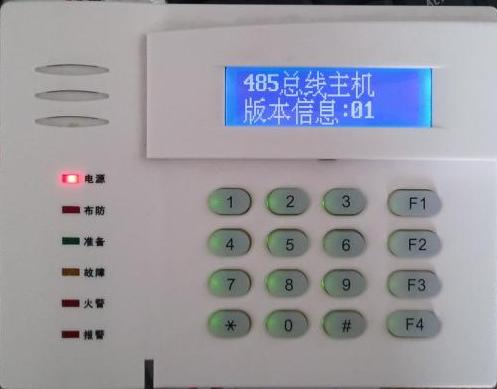 485总线主机
版本信息:01
电源
布防
准备
故障
火警
报警
1 2 3 F1
4 5 6 F2
7 8 9 F3
* 0 # F4